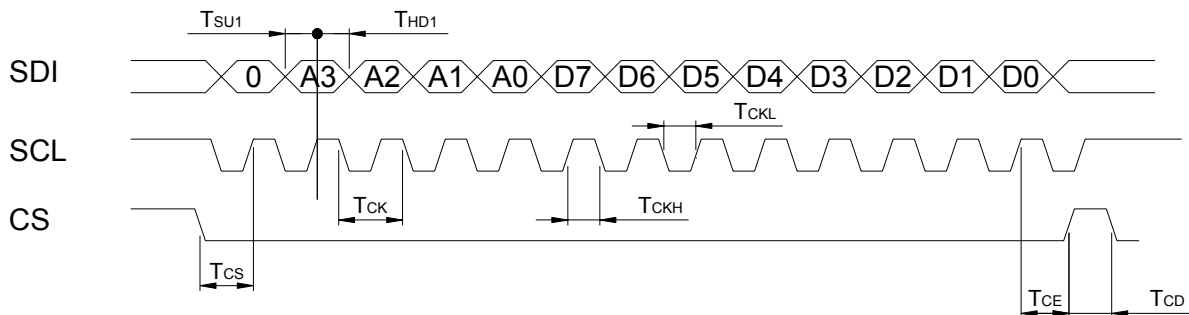 TSU1 THD1
SDI 0 A3 A2 A1 A0 D7 D6 D5 D4 D3 D2 D1 D0
TCKL
SCL
TCK TCKH
CS
TCS
TCE TCD